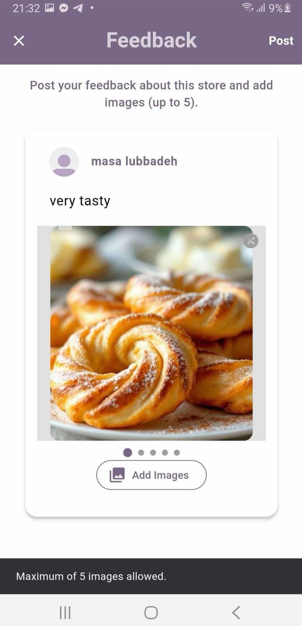 21:32
9%
Feedback
Post
Post your feedback about this store and add
images (up to 5).
masa lubbadeh
very tasty
Add Images
Maximum of 5 images allowed.